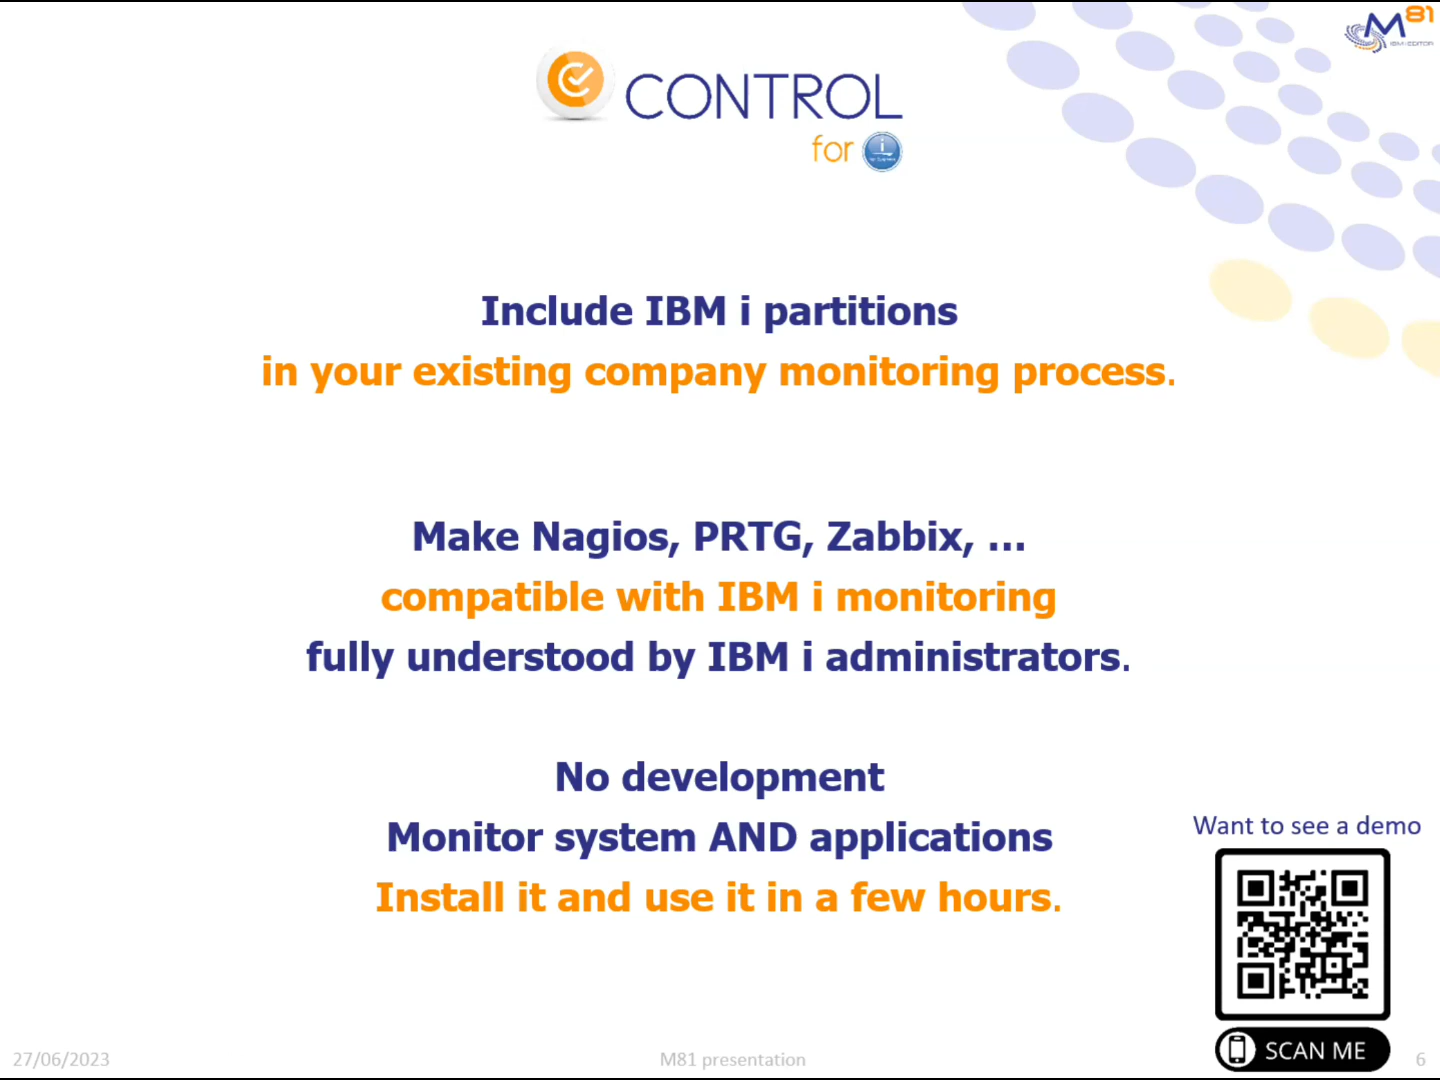 M81
IBM i EDITOR
CONTROL
for i
Include IBM i partitions
in your existing company monitoring process.
Make Nagios, PRTG, Zabbix, ...
compatible with IBM i monitoring
fully understood by IBM i administrators.
No development
Monitor system AND applications
Install it and use it in a few hours.
Want to see a demo
SCAN ME
27/06/2023
M81 presentation
6